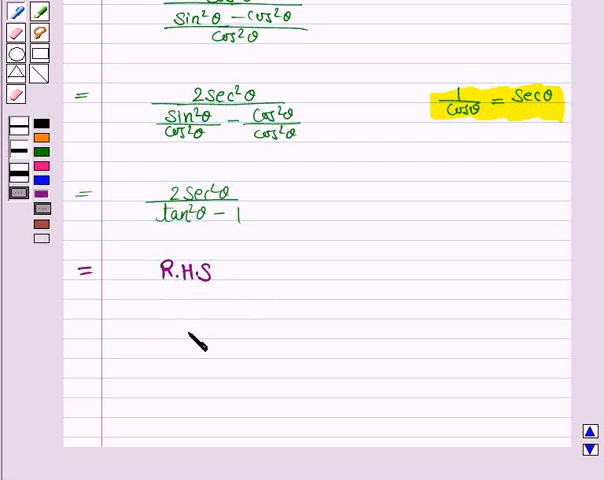 sin²θ - cos²θ
cos²θ
= 2sec²θ
sin²θ - cos²θ
cos²θ cos²θ
1 = secθ
cosθ
= 2sec²θ
tan²θ - 1
= R.H.S